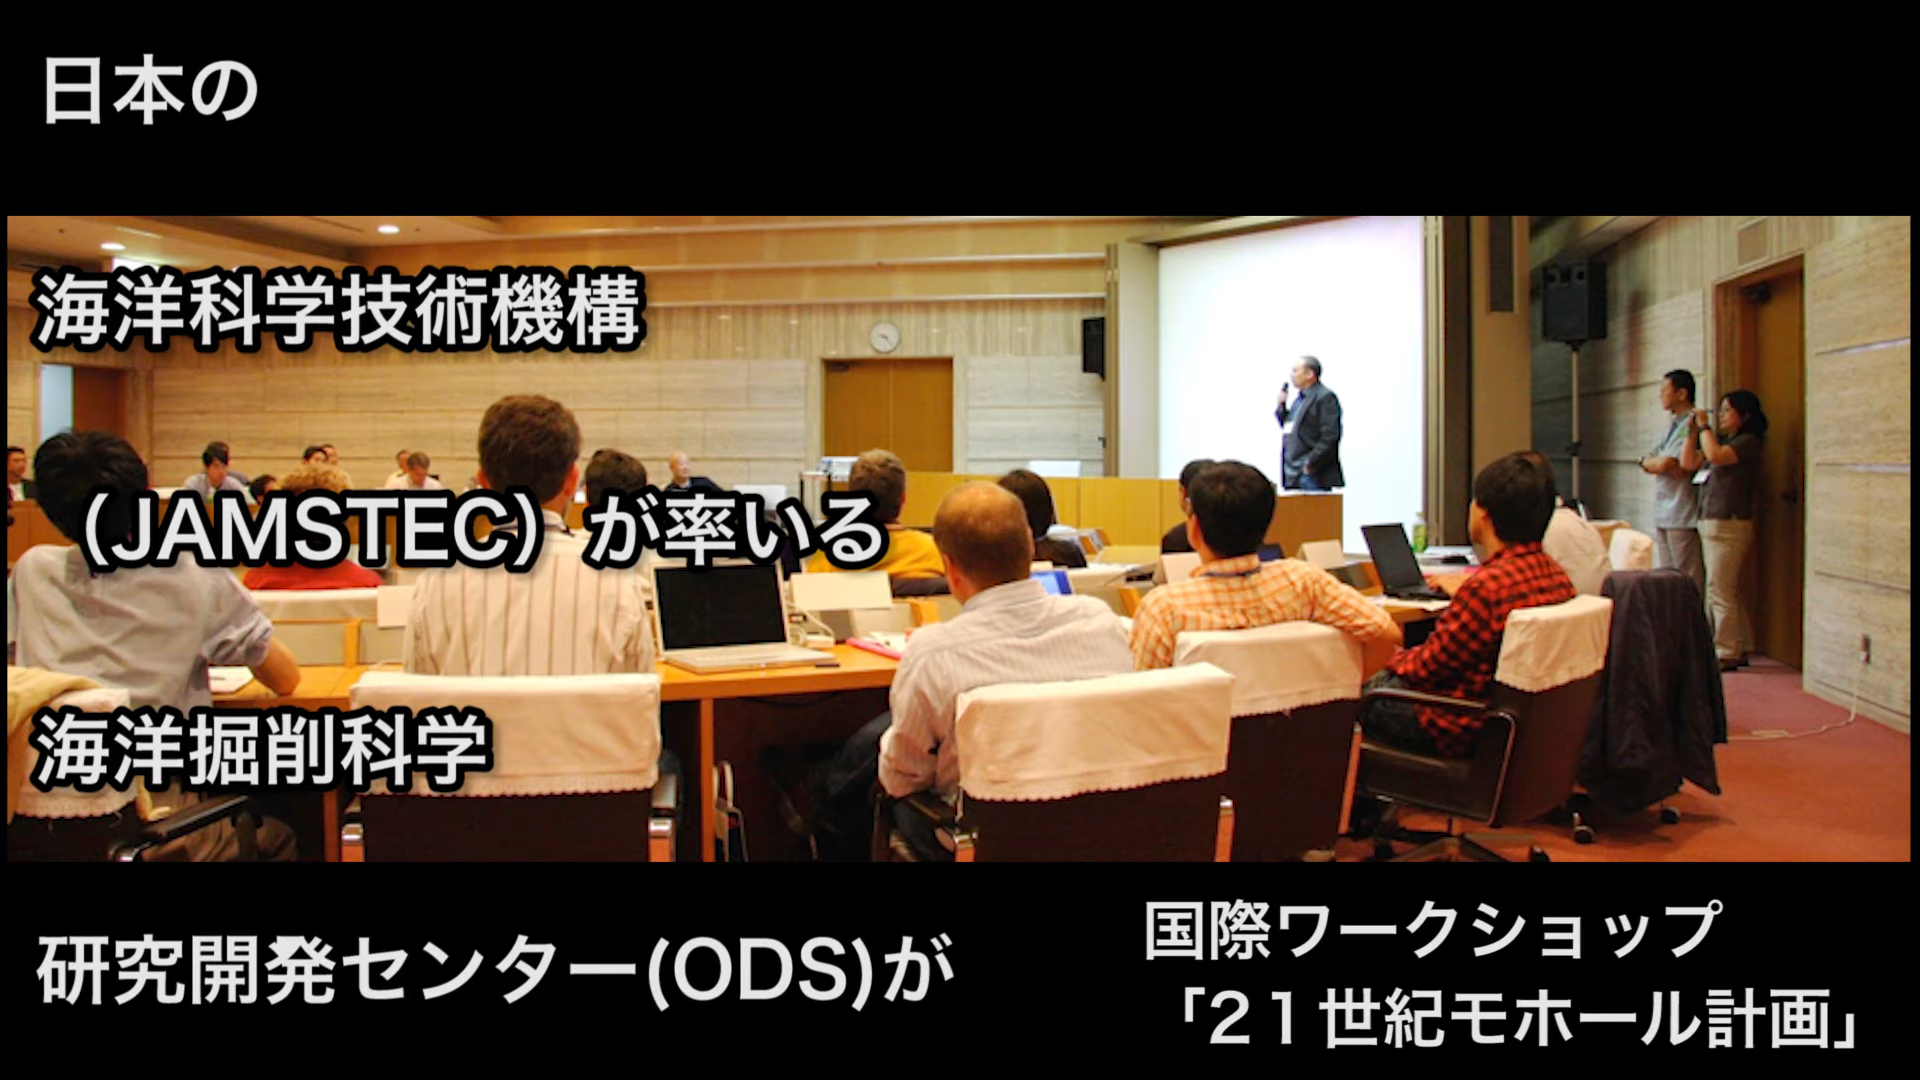 日本の
海洋科学技術機構
（JAMSTEC）が率いる
海洋掘削科学
研究開発センター(ODS)が
国際ワークショップ
「２１世紀モホール計画」